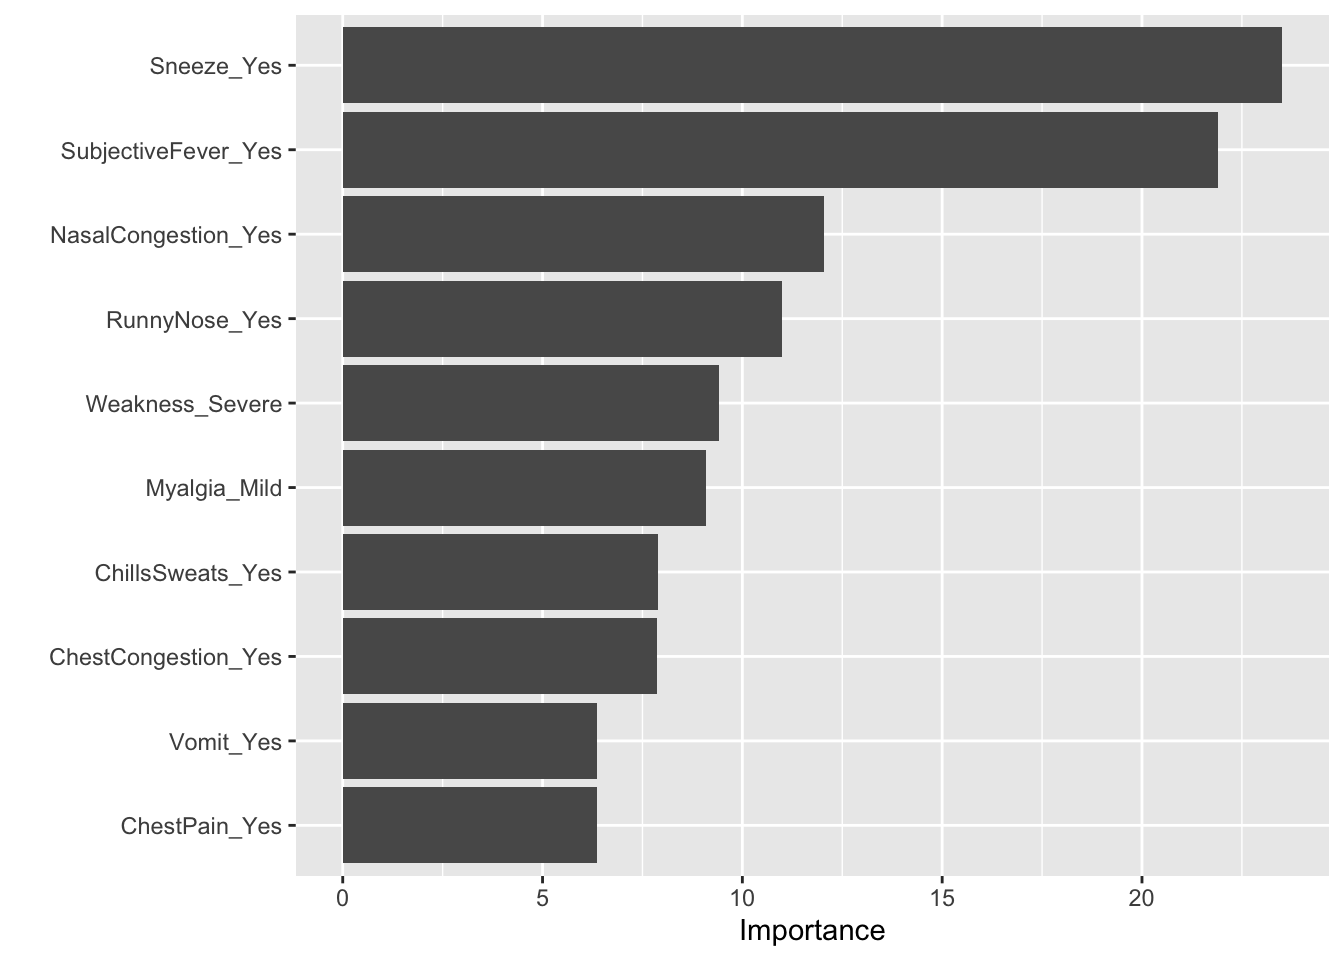 Sneeze_Yes
SubjectiveFever_Yes
NasalCongestion_Yes
RunnyNose_Yes
Weakness_Severe
Myalgia_Mild
ChillsSweats_Yes
ChestCongestion_Yes
Vomit_Yes
ChestPain_Yes
0 5 10 15 20
Importance